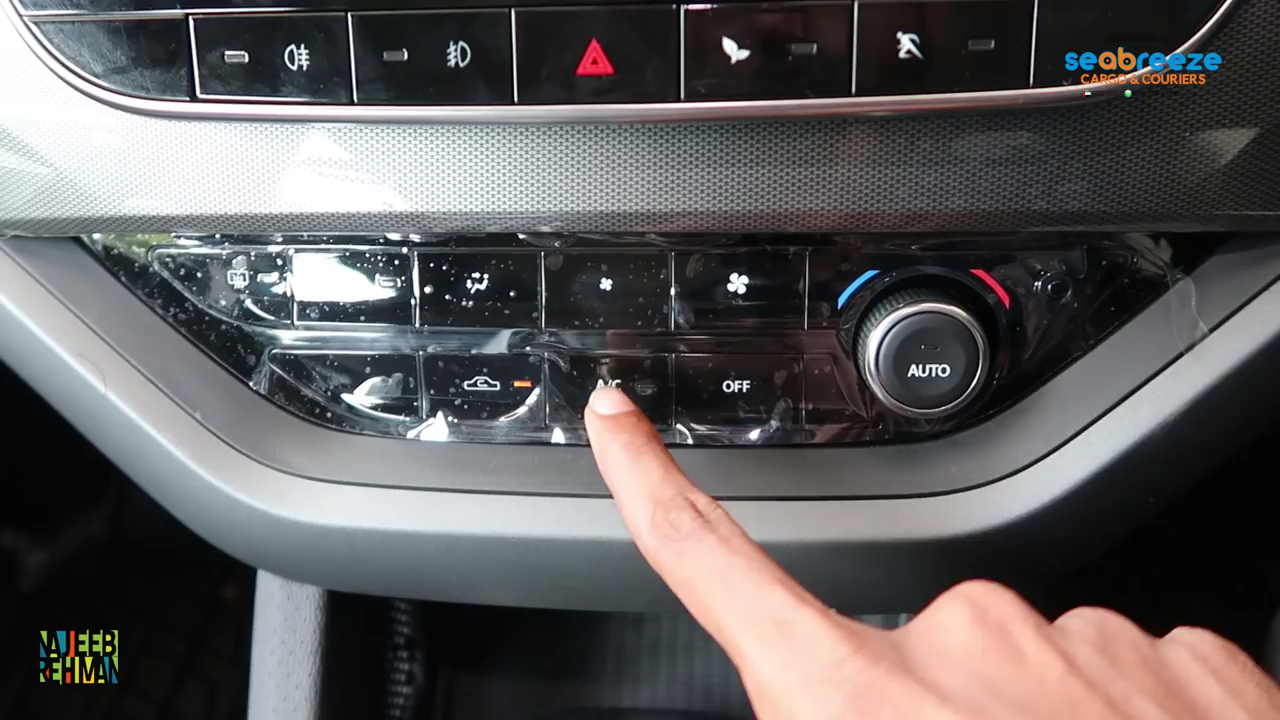 seabreeze
CARGO & COURIERS
A/C
OFF
AUTO
NAJEEB
REHMAN